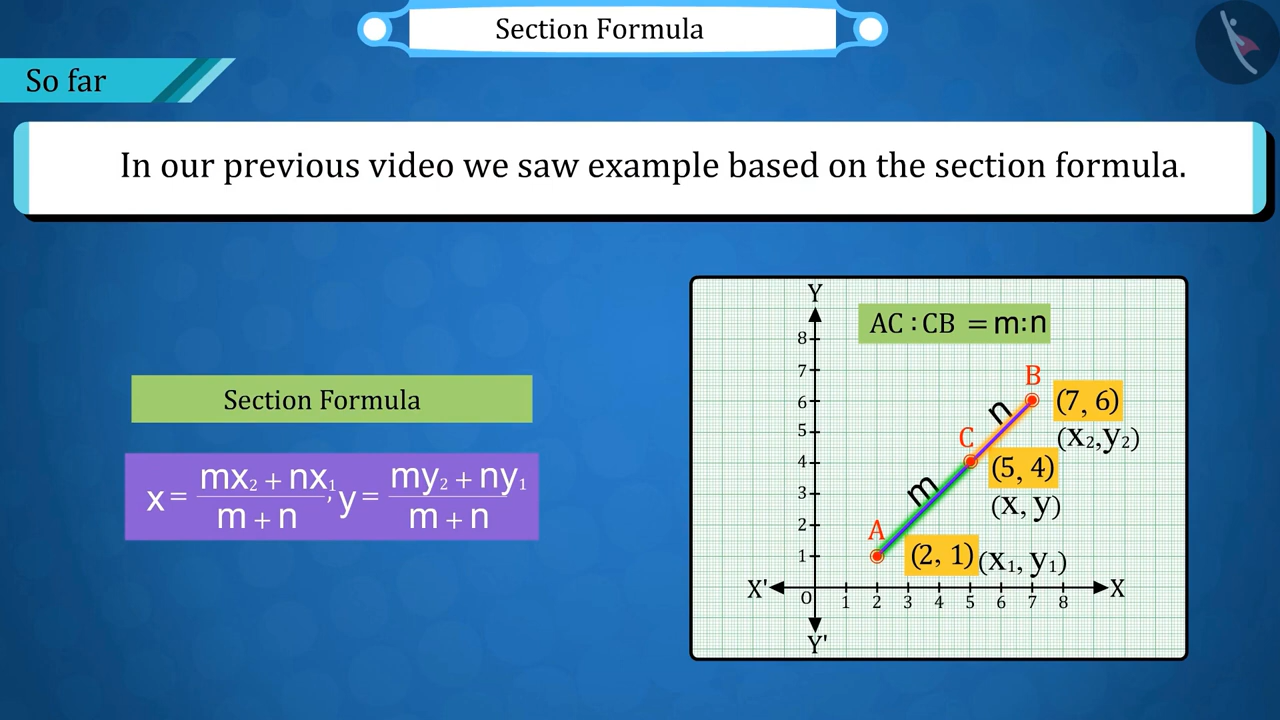 Section Formula
So far
In our previous video we saw example based on the section formula.
Section Formula
x = (mx₂ + nx₁)/(m + n), y = (my₂ + ny₁)/(m + n)
Y
AC : CB = m:n
8
7
6
5
4
3
2
1
B
(7, 6)
(x₂,y₂)
n
C
(5, 4)
(x, y)
m
A
(2, 1) (x₁, y₁)
X' O 1 2 3 4 5 6 7 8 X
Y'